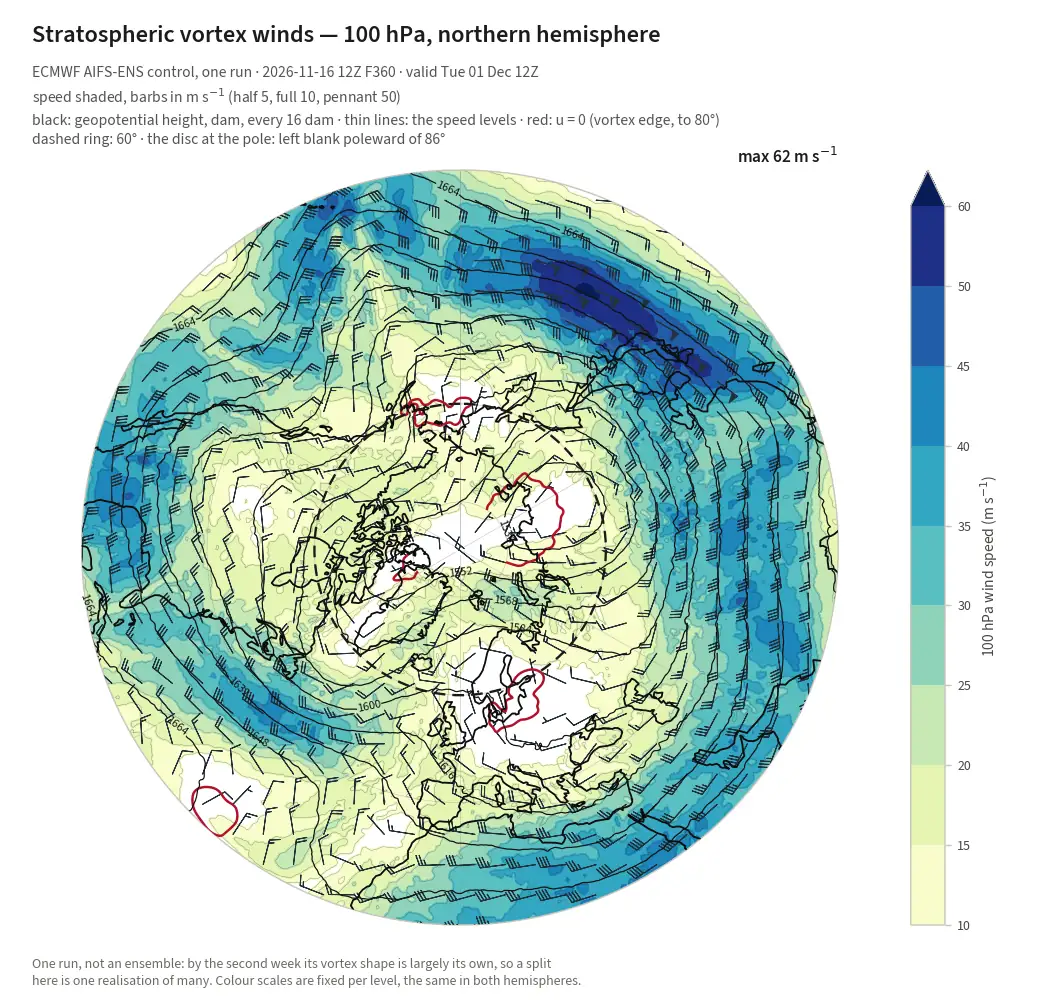 Stratospheric vortex winds — 100 hPa, northern hemisphere
ECMWF AIFS-ENS control, one run · 2026-11-16 12Z F360 · valid Tue 01 Dec 12Z
speed shaded, barbs in m s⁻¹ (half 5, full 10, pennant 50)
black: geopotential height, dam, every 16 dam · thin lines: the speed levels · red: u = 0 (vortex edge, to 80°)
dashed ring: 60° · the disc at the pole: left blank poleward of 86°
max 62 m s⁻¹
1664
1664
1664
1552
1568
1664
1600
1664
1648
60
50
45
40
35
30
25
20
15
10
100 hPa wind speed (m s⁻¹)
One run, not an ensemble: by the second week its vortex shape is largely its own, so a split
here is one realisation of many. Colour scales are fixed per level, the same in both hemispheres.